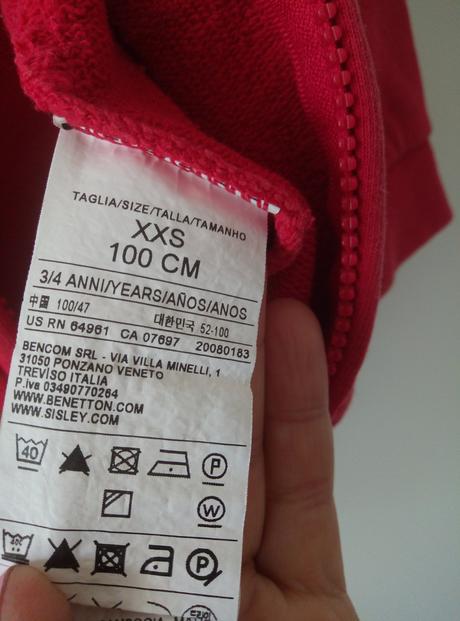 TAGLIA/SIZE/TALLA/TAMANHO
XXS
100 CM
3/4 ANNI/YEARS/AÑOS/ANOS
中国 100/47 대한민국 52-100
US RN 64961 CA 07697 20080183
BENCOM SRL - VIA VILLA MINELLI, 1
31050 PONZANO VENETO
TREVISO ITALIA
P.iva 03490770264
WWW.BENETTON.COM
WWW.SISLEY.COM
40 P
W
40